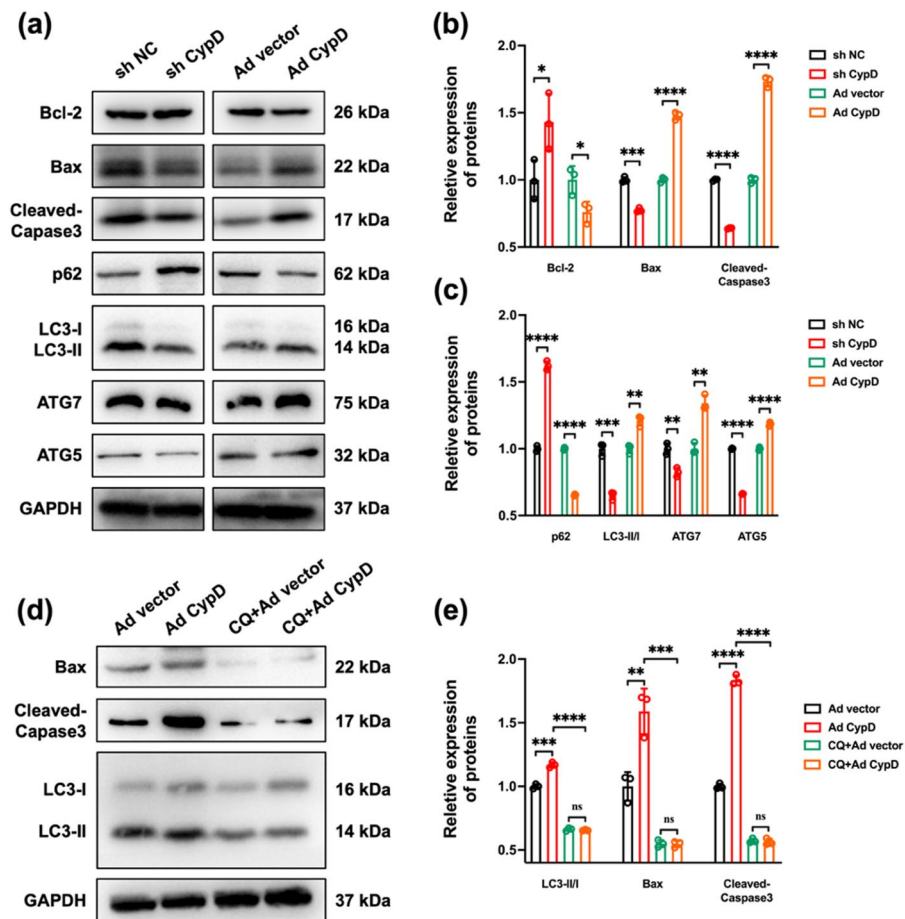 (a)
sh NC
sh CypD
Ad vector
Ad CypD
Bcl-2
26 kDa
Bax
22 kDa
Cleaved-
Capase3
17 kDa
p62
62 kDa
LC3-I
16 kDa
LC3-II
14 kDa
ATG7
75 kDa
ATG5
32 kDa
GAPDH
37 kDa
(b)
Reletive expression
of proteins
2.0
1.5
1.0
0.5
*
*
***
****
****
****
Bcl-2
Bax
Cleaved-
Caspase3
sh NC
sh CypD
Ad vector
Ad CypD
(c)
Reletive expression
of proteins
2.0
1.5
1.0
0.5
****
****
***
**
**
**
****
****
p62
LC3-II/I
ATG7
ATG5
sh NC
sh CypD
Ad vector
Ad CypD
(d)
Ad vector
Ad CypD
CQ+Ad vector
CQ+Ad CypD
Bax
22 kDa
Cleaved-
Capase3
17 kDa
LC3-I
16 kDa
LC3-II
14 kDa
GAPDH
37 kDa
(e)
Reletive expression
of proteins
2.0
1.5
1.0
0.5
***
****
ns
**
***
ns
****
****
ns
LC3-II/I
Bax
Cleaved-
Caspase3
Ad vector
Ad CypD
CQ+Ad vector
CQ+Ad CypD